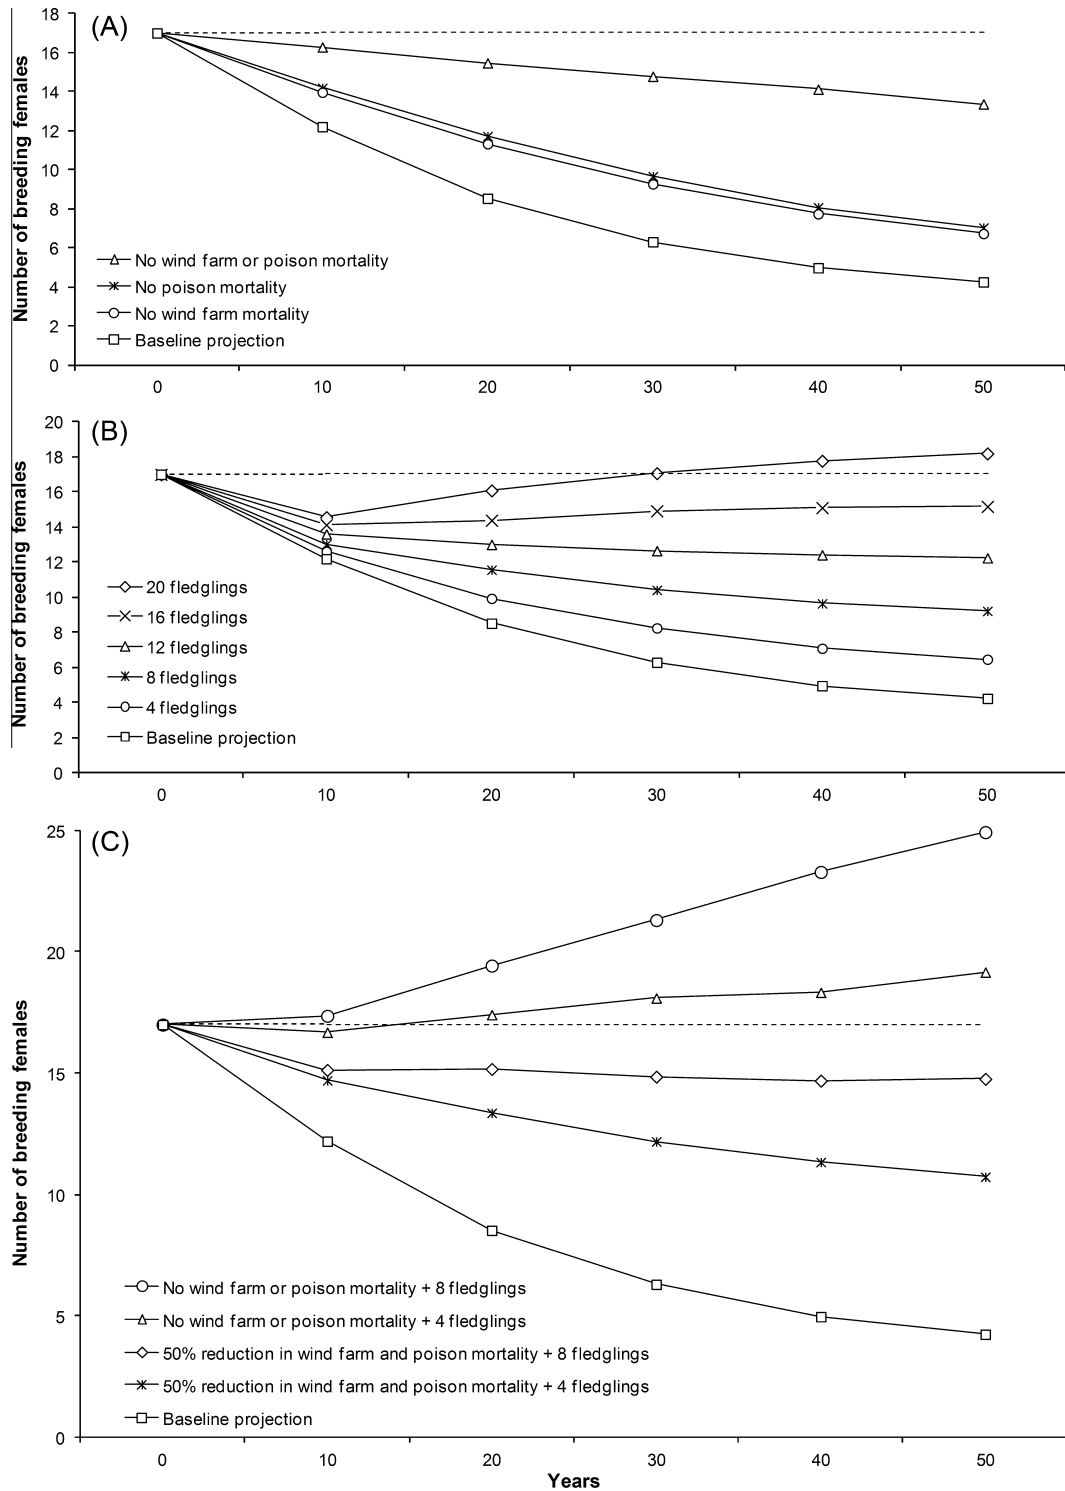 (A)
Number of breeding females
18
16
14
12
10
8
6
4
2
0
No wind farm or poison mortality
No poison mortality
No wind farm mortality
Baseline projection
0 10 20 30 40 50
(B)
Number of breeding females
20
18
16
14
12
10
8
6
4
2
0
20 fledglings
16 fledglings
12 fledglings
8 fledglings
4 fledglings
Baseline projection
0 10 20 30 40 50
(C)
Number of breeding females
25
20
15
10
5
0
No wind farm or poison mortality + 8 fledglings
No wind farm or poison mortality + 4 fledglings
50% reduction in wind farm and poison mortality + 8 fledglings
50% reduction in wind farm and poison mortality + 4 fledglings
Baseline projection
0 10 20 30 40 50
Years